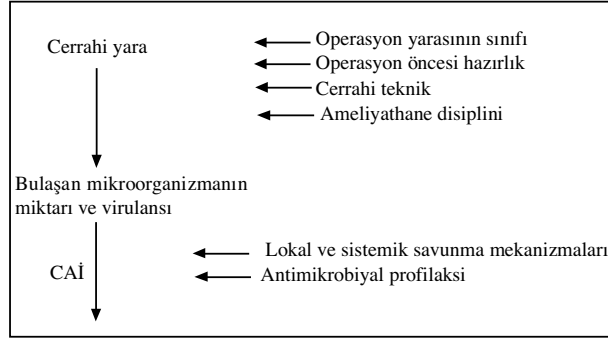 Cerrahi yara
Operasyon yarasının sınıfı
Operasyon öncesi hazırlık
Cerrahi teknik
Ameliyathane disiplini
Bulaşan mikroorganizmanın
miktarı ve virulansı
Lokal ve sistemik savunma mekanizmaları
CAİ
Antimikrobiyal profilaksi